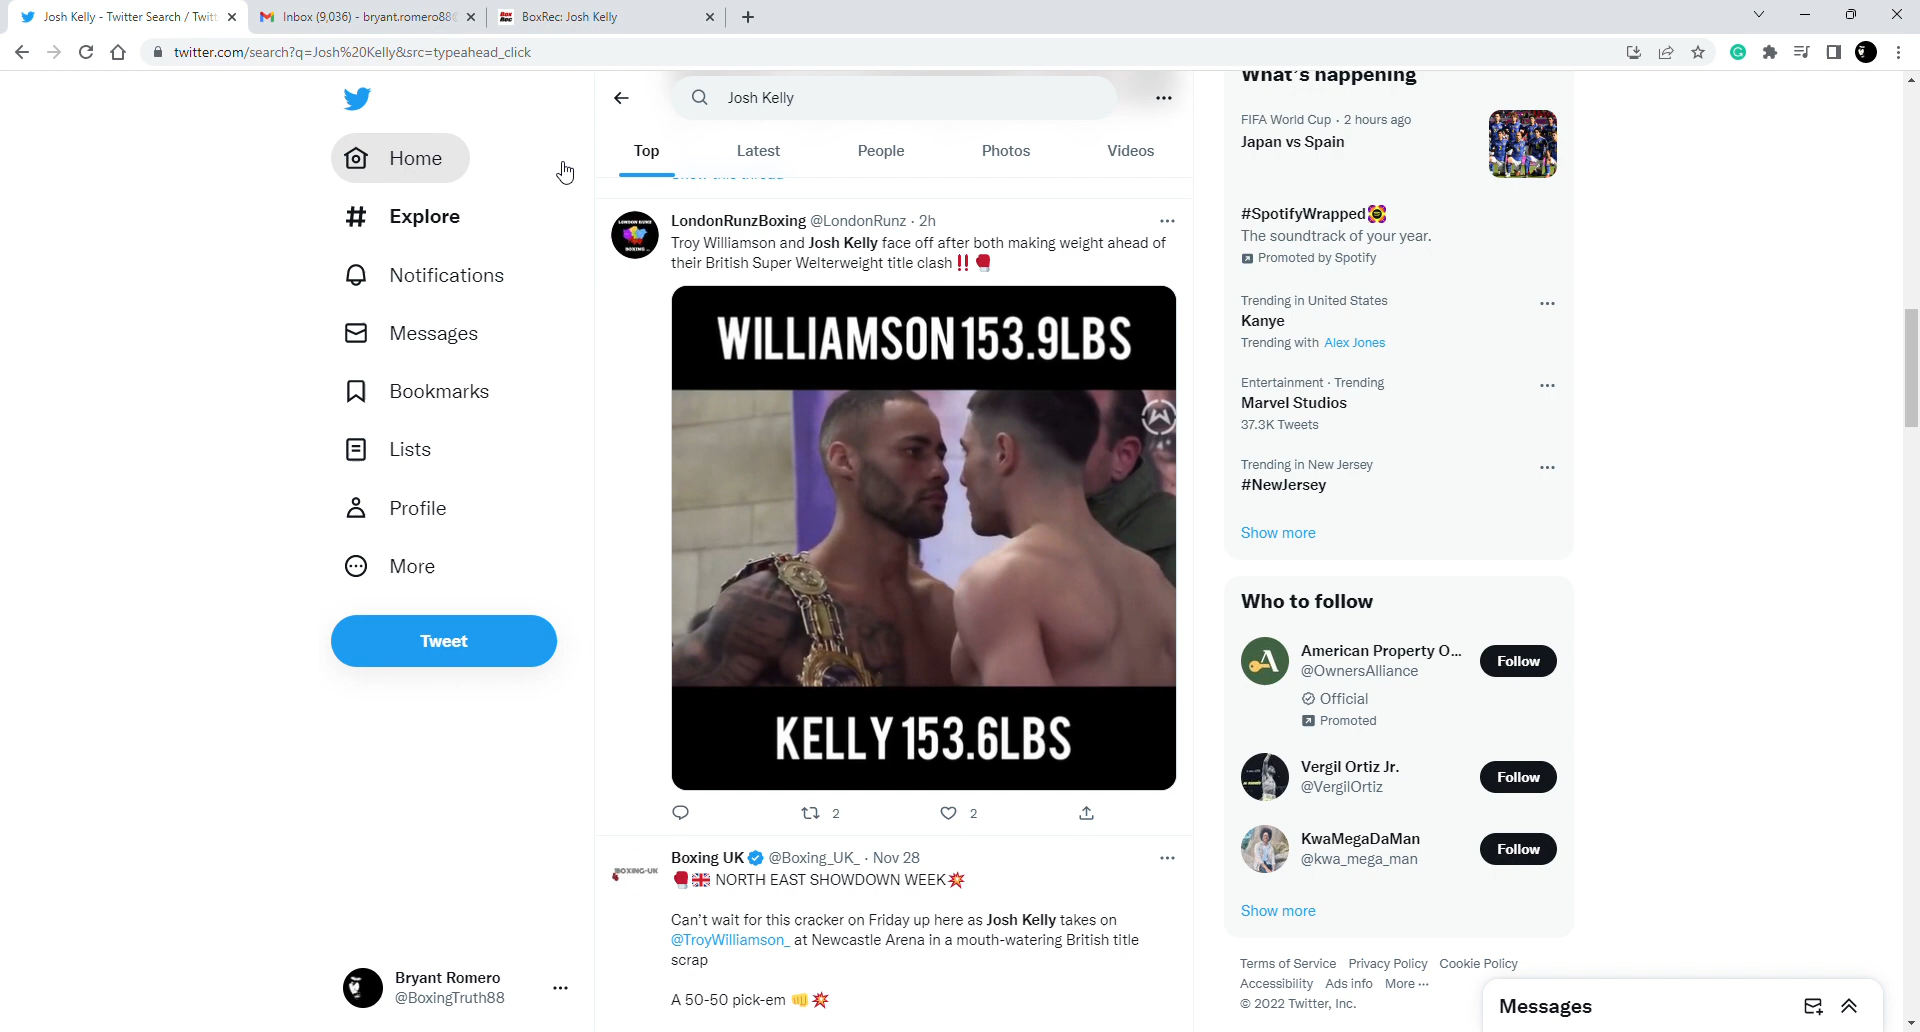 Josh Kelly - Twitter Search / Twitt
Inbox (9,036) - bryant.romero88
BoxRec: Josh Kelly
twitter.com/search?q=Josh%20Kelly&src=typeahead_click
Home
Explore
Notifications
Messages
Bookmarks
Lists
Profile
More
Tweet
Bryant Romero
@BoxingTruth88
Josh Kelly
Top Latest People Photos Videos
Show this thread
LondonRunzBoxing @LondonRunz · 2h
Troy Williamson and Josh Kelly face off after both making weight ahead of
their British Super Welterweight title clash ‼️ 🥊
WILLIAMSON 153.9LBS
KELLY 153.6LBS
2 2
Boxing UK @Boxing_UK_ · Nov 28
🥊🇬🇧 NORTH EAST SHOWDOWN WEEK💥
Can't wait for this cracker on Friday up here as Josh Kelly takes on
@TroyWilliamson_ at Newcastle Arena in a mouth-watering British title
scrap
A 50-50 pick-em 👊💥
What's happening
FIFA World Cup · 2 hours ago
Japan vs Spain
#SpotifyWrapped
The soundtrack of your year.
Promoted by Spotify
Trending in United States
Kanye
Trending with Alex Jones
Entertainment · Trending
Marvel Studios
37.3K Tweets
Trending in New Jersey
#NewJersey
Show more
Who to follow
American Property O...
@OwnersAlliance
Official
Promoted
Follow
Vergil Ortiz Jr.
@VergilOrtiz
Follow
KwaMegaDaMan
@kwa_mega_man
Follow
Show more
Terms of Service Privacy Policy Cookie Policy
Accessibility Ads info More ···
© 2022 Twitter, Inc.
Messages